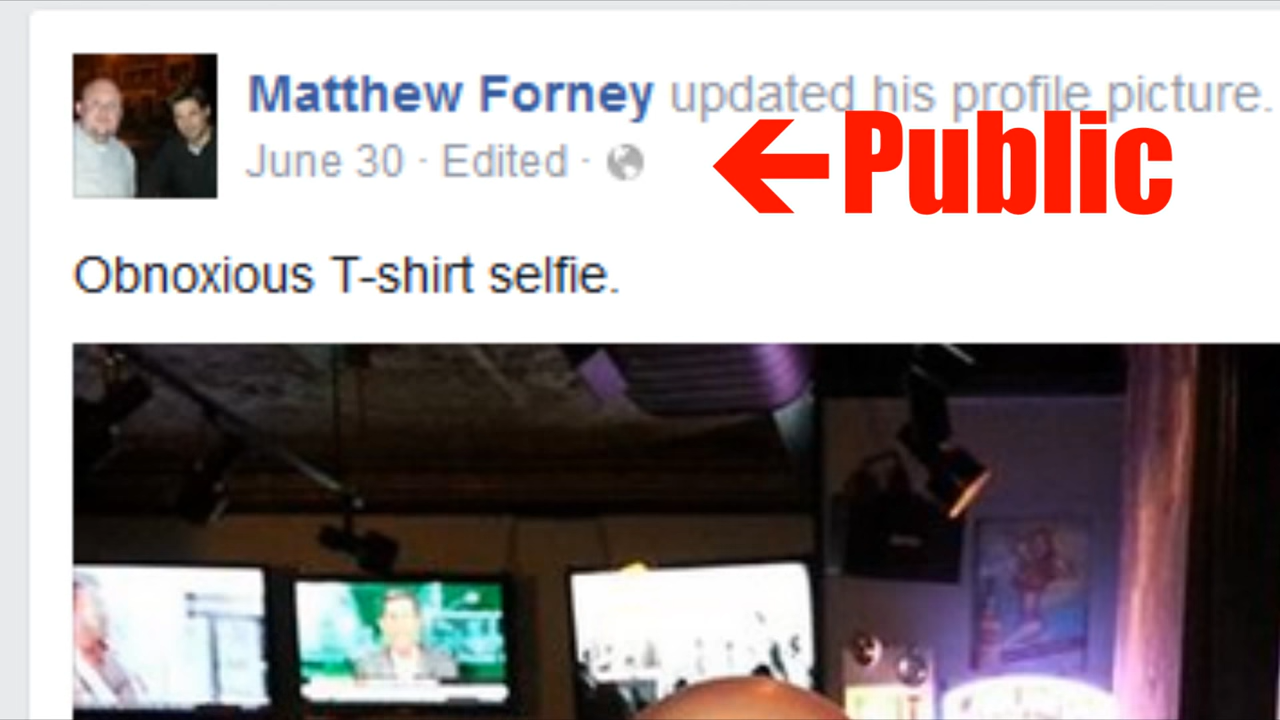 Matthew Forney updated his profile picture.
June 30 · Edited ·
←Public
Obnoxious T-shirt selfie.